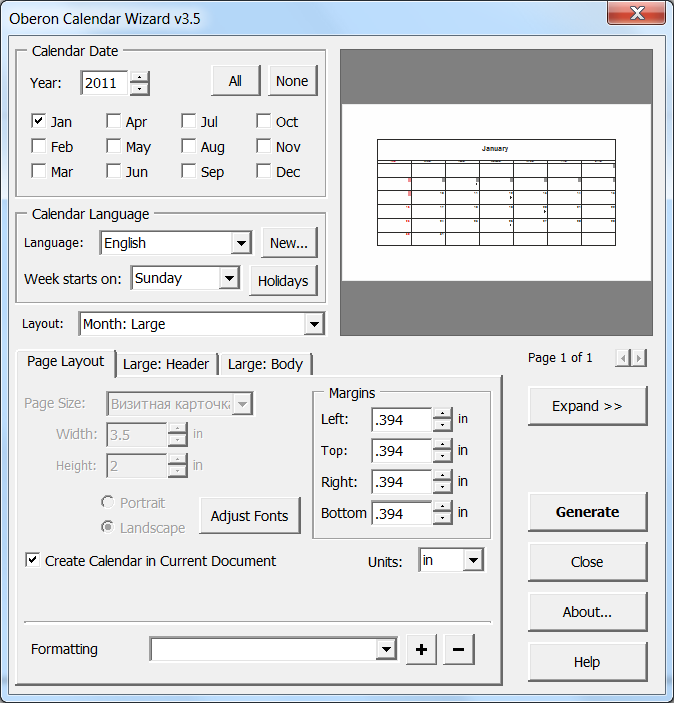 Oberon Calendar Wizard v3.5
Calendar Date
Year: 2011 All None
Jan Apr Jul Oct
Feb May Aug Nov
Mar Jun Sep Dec
Calendar Language
Language: English New...
Week starts on: Sunday Holidays
Layout: Month: Large
January
Page 1 of 1
Page Layout Large: Header Large: Body
Page Size: Визитная карточка
Width: 3.5 in
Height: 2 in
Portrait
Landscape
Adjust Fonts
Margins
Left: .394 in
Top: .394 in
Right: .394 in
Bottom .394 in
Create Calendar in Current Document
Units: in
Formatting + −
Expand >>
Generate
Close
About...
Help